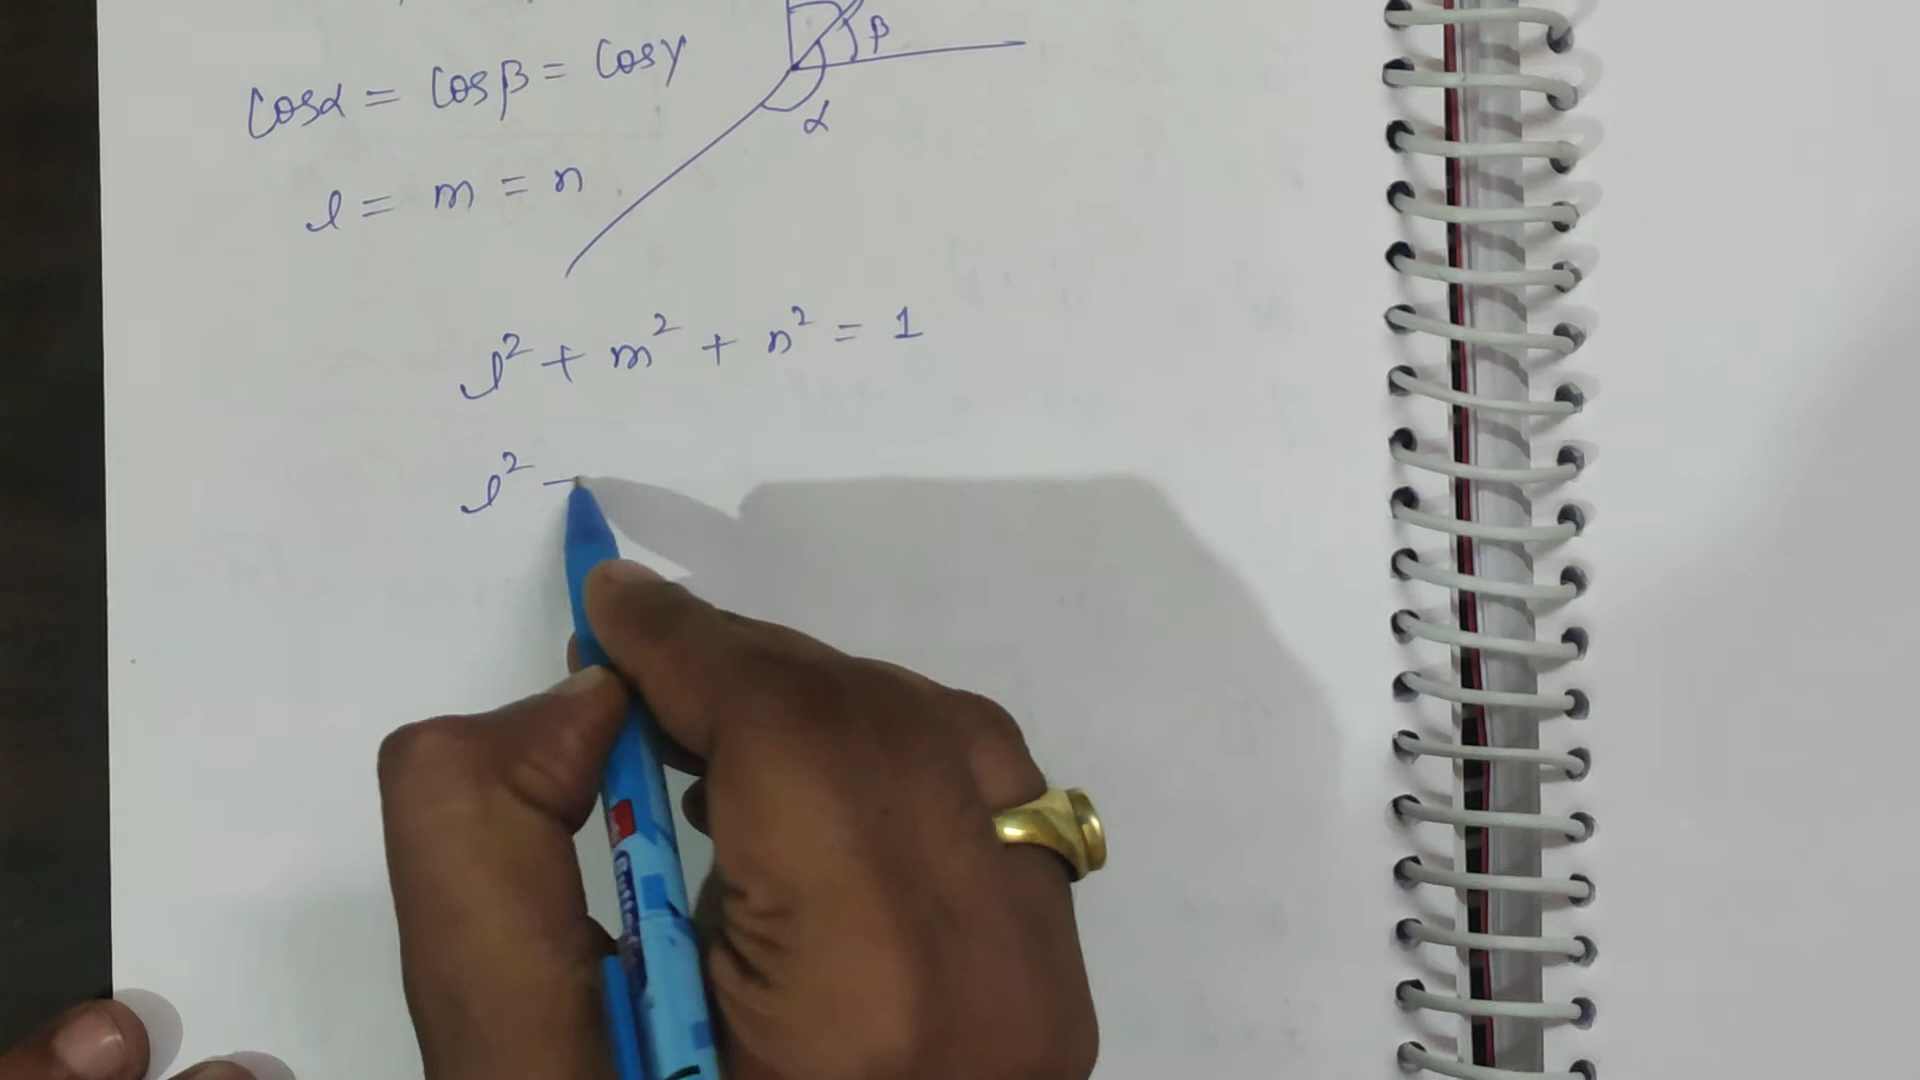 β
Cosα = Cosβ = Cosγ
α
l = m = n
l² + m² + n² = 1
l² -